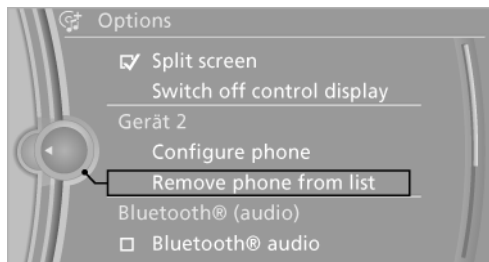 Options
Split screen
Switch off control display
Gerät 2
Configure phone
Remove phone from list
Bluetooth® (audio)
Bluetooth® audio